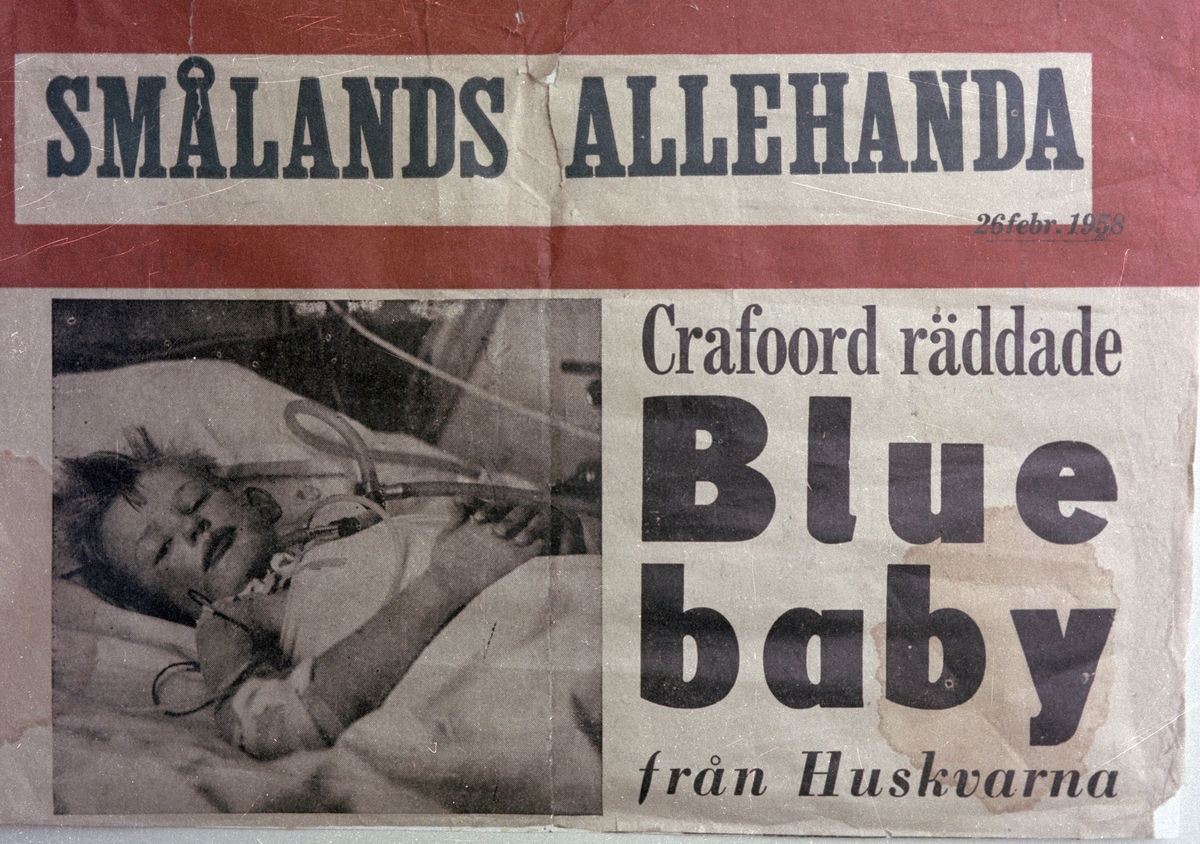 SMÅLANDS ALLEHANDA
26 febr. 1958
Crafoord räddade
Blue
baby
från Huskvarna